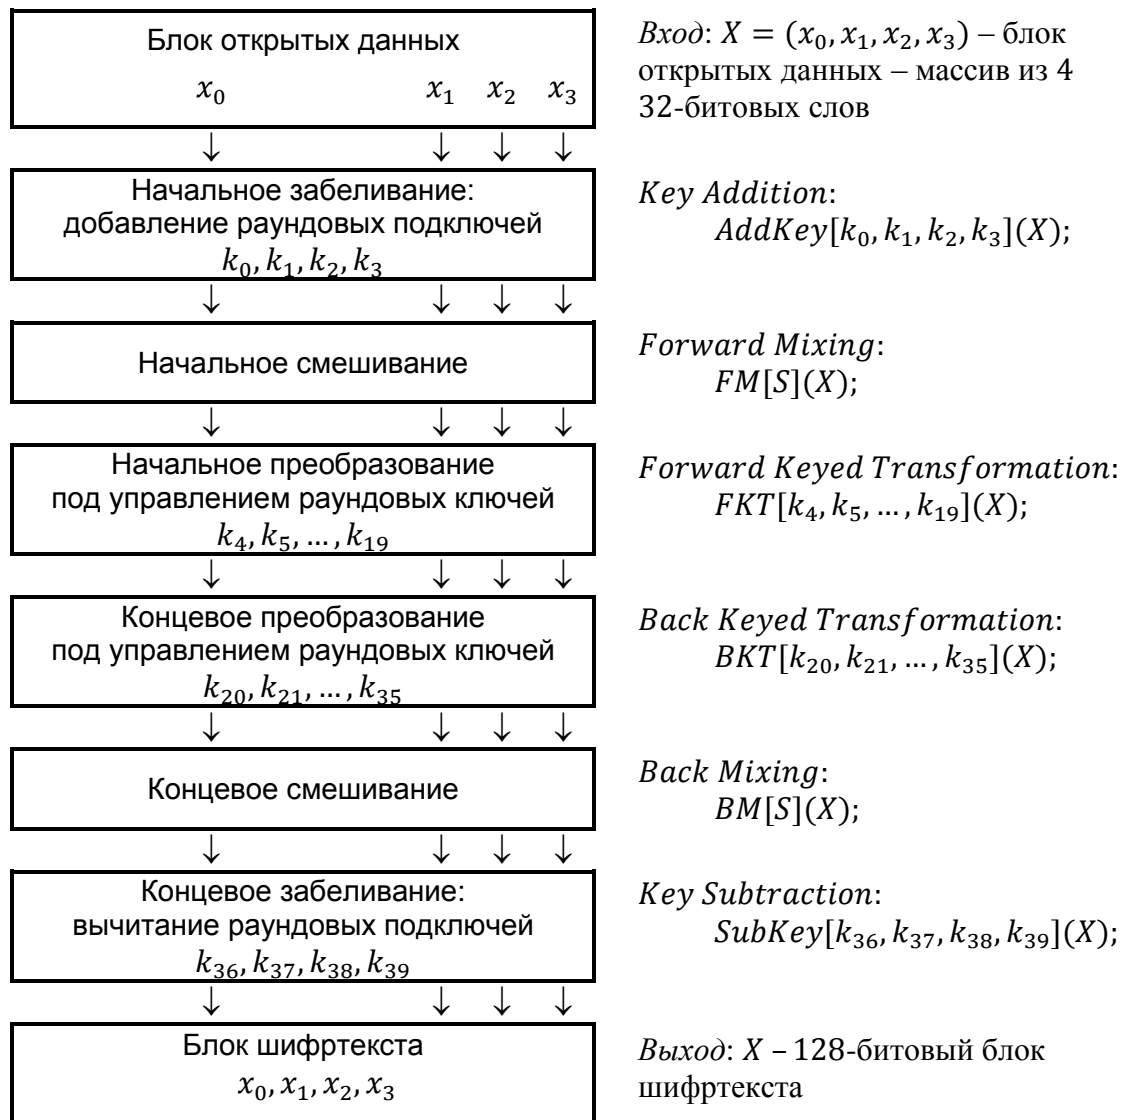 Блок открытых данных
x₀ x₁ x₂ x₃
Вход: X = (x₀, x₁, x₂, x₃) – блок
открытых данных – массив из 4
32-битовых слов
↓ ↓ ↓ ↓
Начальное забеливание:
добавление раундовых подключей
k₀, k₁, k₂, k₃
Key Addition:
AddKey[k₀, k₁, k₂, k₃](X);
↓ ↓ ↓ ↓
Начальное смешивание
Forward Mixing:
FM[S](X);
↓ ↓ ↓ ↓
Начальное преобразование
под управлением раундовых ключей
k₄, k₅, … , k₁₉
Forward Keyed Transformation:
FKT[k₄, k₅, … , k₁₉](X);
↓ ↓ ↓ ↓
Концевое преобразование
под управлением раундовых ключей
k₂₀, k₂₁, … , k₃₅
Back Keyed Transformation:
BKT[k₂₀, k₂₁, … , k₃₅](X);
↓ ↓ ↓ ↓
Концевое смешивание
Back Mixing:
BM[S](X);
↓ ↓ ↓ ↓
Концевое забеливание:
вычитание раундовых подключей
k₃₆, k₃₇, k₃₈, k₃₉
Key Subtraction:
SubKey[k₃₆, k₃₇, k₃₈, k₃₉](X);
↓ ↓ ↓ ↓
Блок шифртекста
x₀, x₁, x₂, x₃
Выход: X – 128-битовый блок
шифртекста